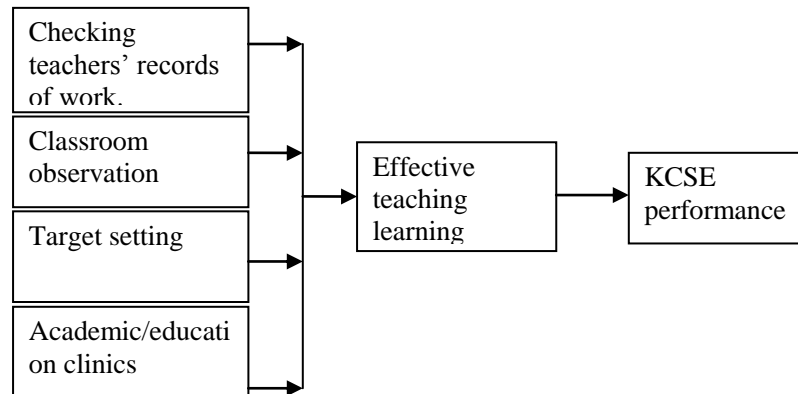 Checking
teachers’ records
of work.
Classroom
observation
Target setting
Academic/educati
on clinics
Effective
teaching
learning
KCSE
performance